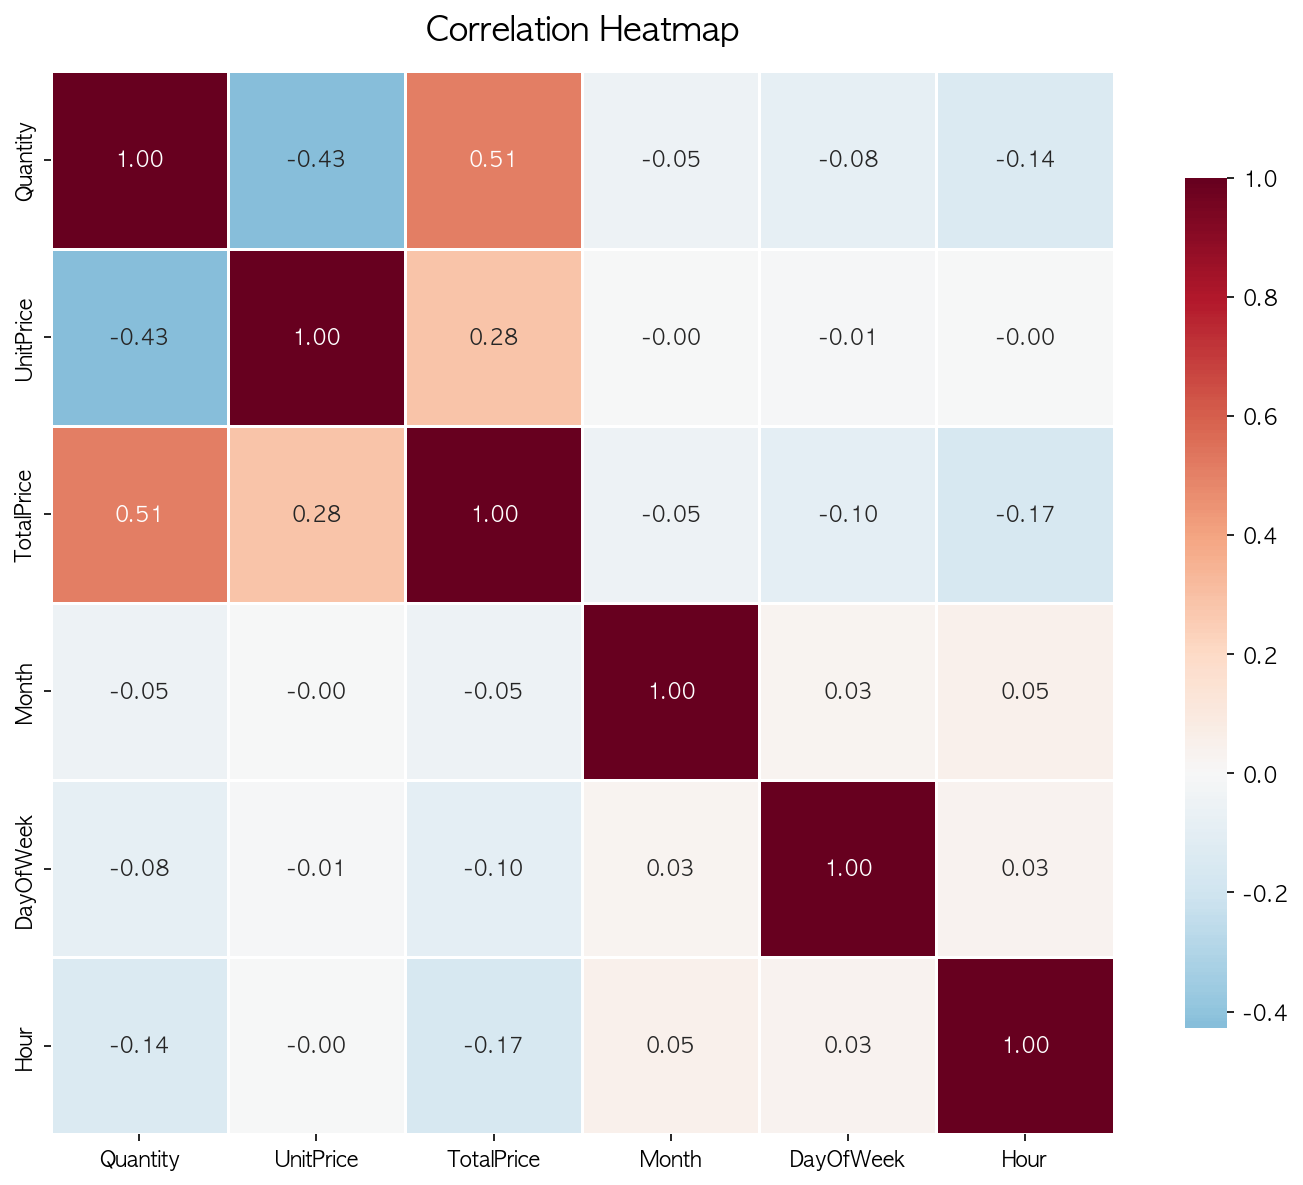 Correlation Heatmap
Quantity 1.00 -0.43 0.51 -0.05 -0.08 -0.14
UnitPrice -0.43 1.00 0.28 -0.00 -0.01 -0.00
TotalPrice 0.51 0.28 1.00 -0.05 -0.10 -0.17
Month -0.05 -0.00 -0.05 1.00 0.03 0.05
DayOfWeek -0.08 -0.01 -0.10 0.03 1.00 0.03
Hour -0.14 -0.00 -0.17 0.05 0.03 1.00
Quantity UnitPrice TotalPrice Month DayOfWeek Hour
1.0
0.8
0.6
0.4
0.2
0.0
-0.2
-0.4